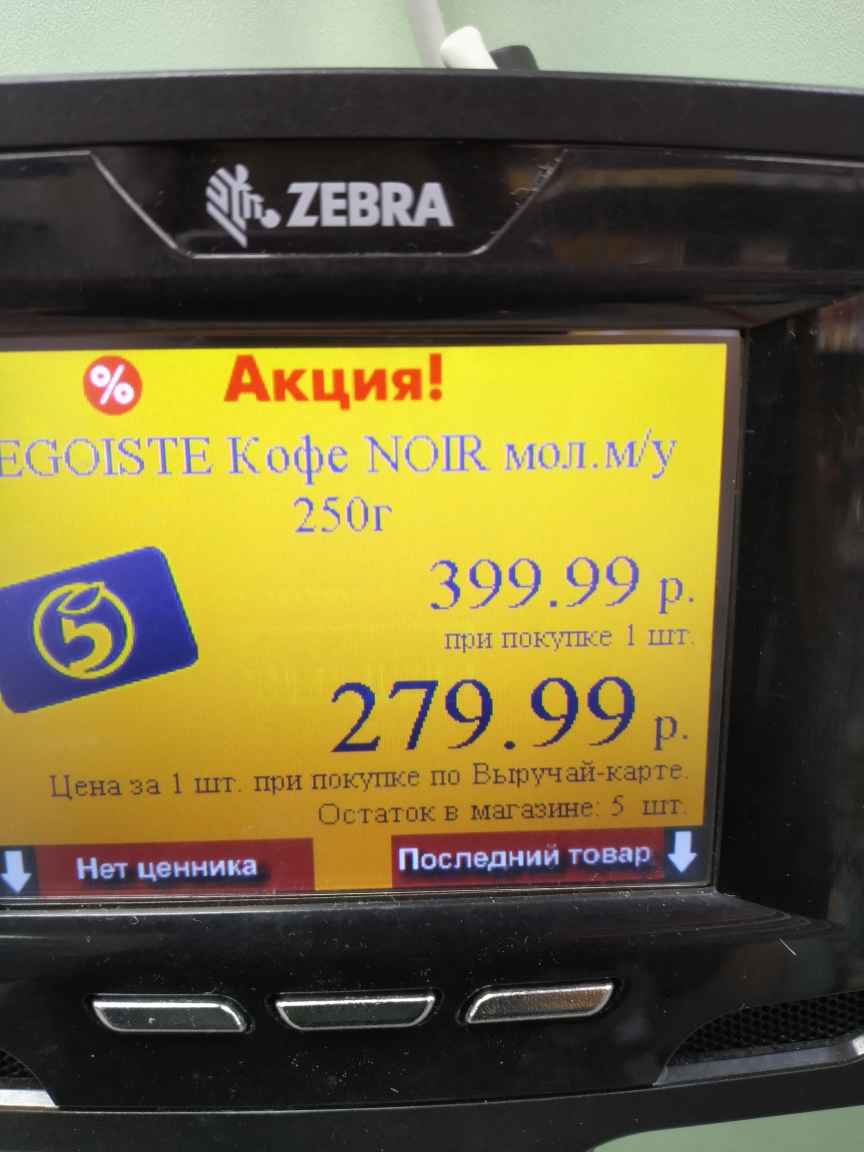 ZEBRA
% Акция!
EGOISTE Кофе NOIR мол.м/у
250г
5
399.99 р.
при покупке 1 шт.
279.99 р.
Цена за 1 шт. при покупке по Выручай-карте.
Остаток в магазине: 5 шт.
Нет ценника
Последний товар